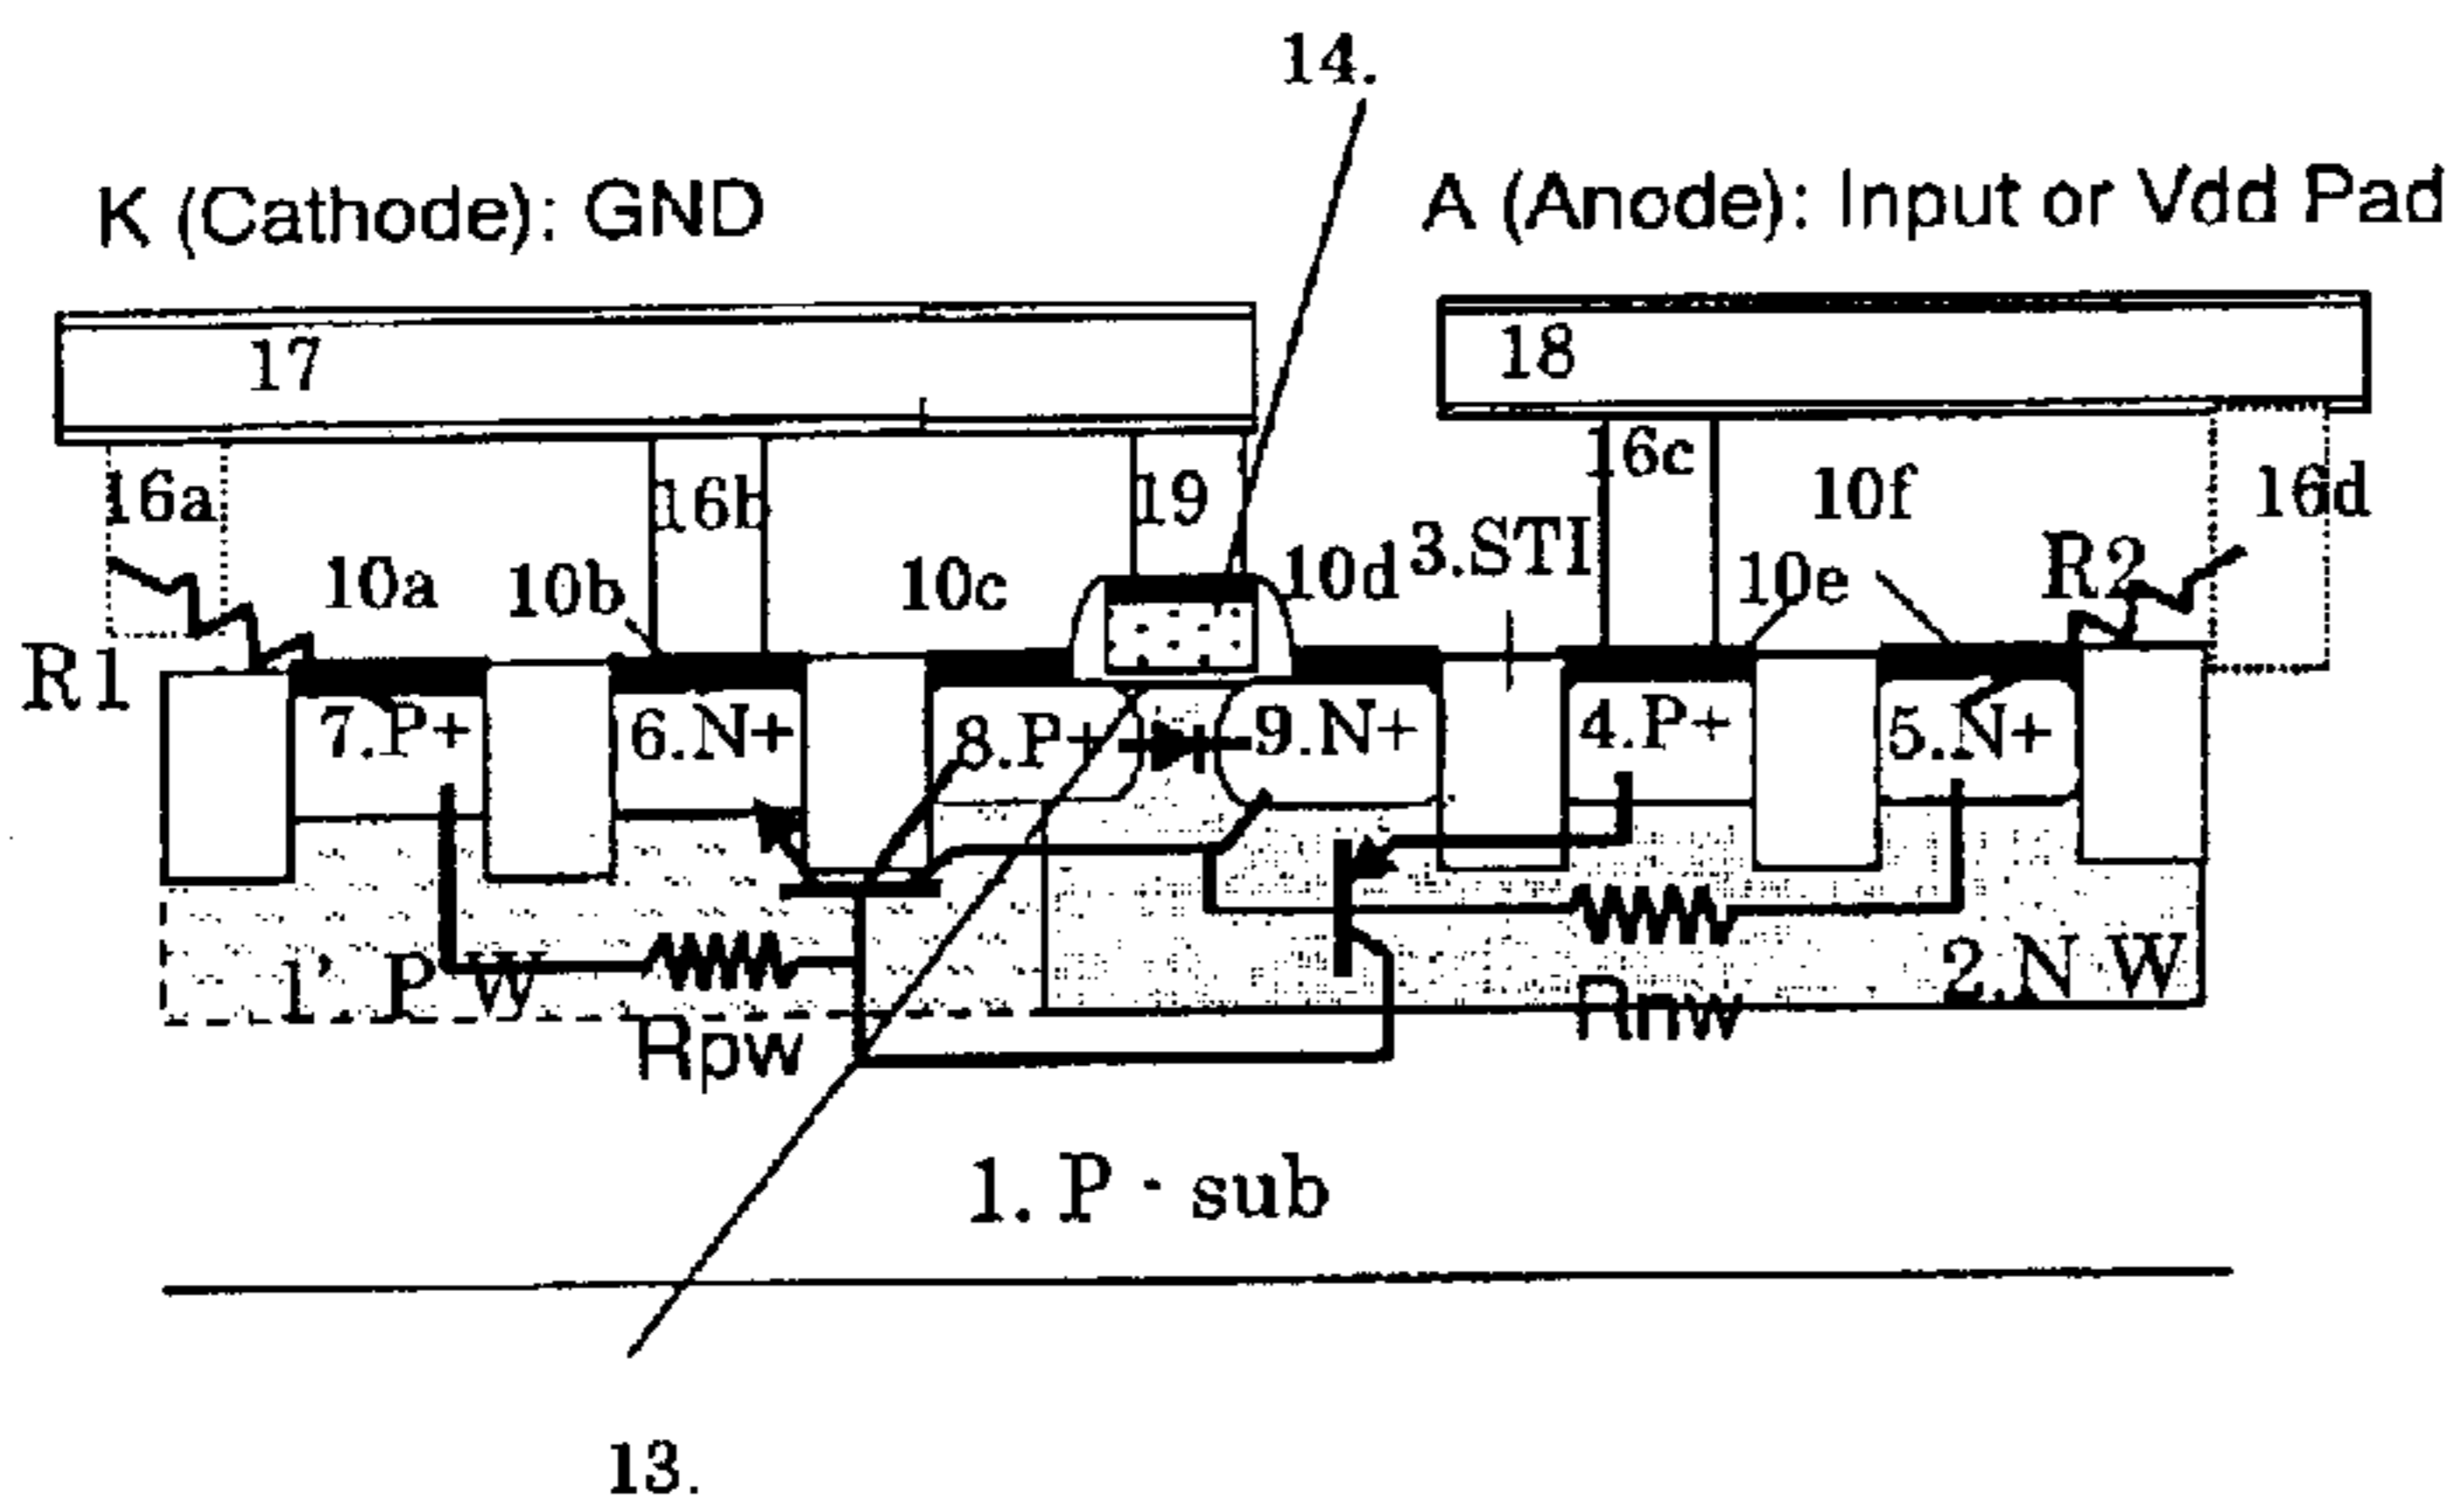 14.
K (Cathode): GND
A (Anode): Input or Vdd Pad
17
18
16a
16b
19
16c
10f
16d
10a
10b
10c
10d
3.STI
10e
R2
R1
7.P+
6.N+
8.P+
9.N+
4.P+
5.N+
1' P W
2.N W
Rpw
Rnw
1. P - sub
13.